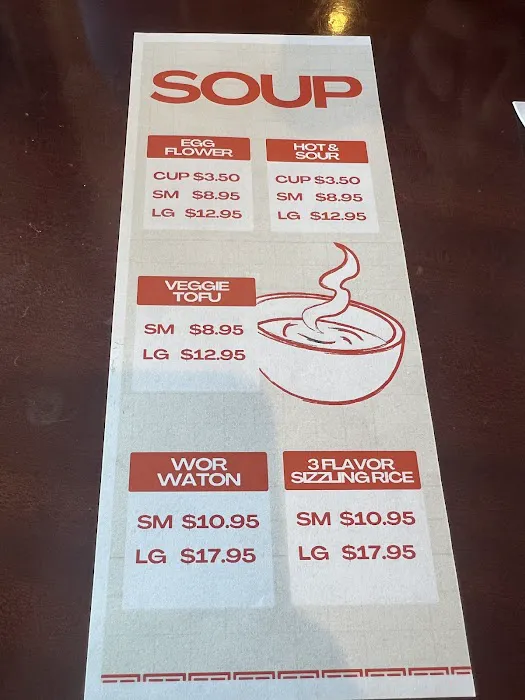 SOUP
EGG
FLOWER
CUP $3.50
SM $8.95
LG $12.95
HOT &
SOUR
CUP $3.50
SM $8.95
LG $12.95
VEGGIE
TOFU
SM $8.95
LG $12.95
WOR
WATON
SM $10.95
LG $17.95
3 FLAVOR
SIZZLING RICE
SM $10.95
LG $17.95